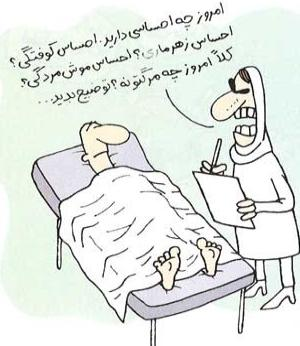 امروز چه احساسی دارید. احساس کوفتگی؟
احساس زهرماری؟ احساس موش مردگی؟
کلاً امروز چه مرگتونه؟ توضیح بدید...